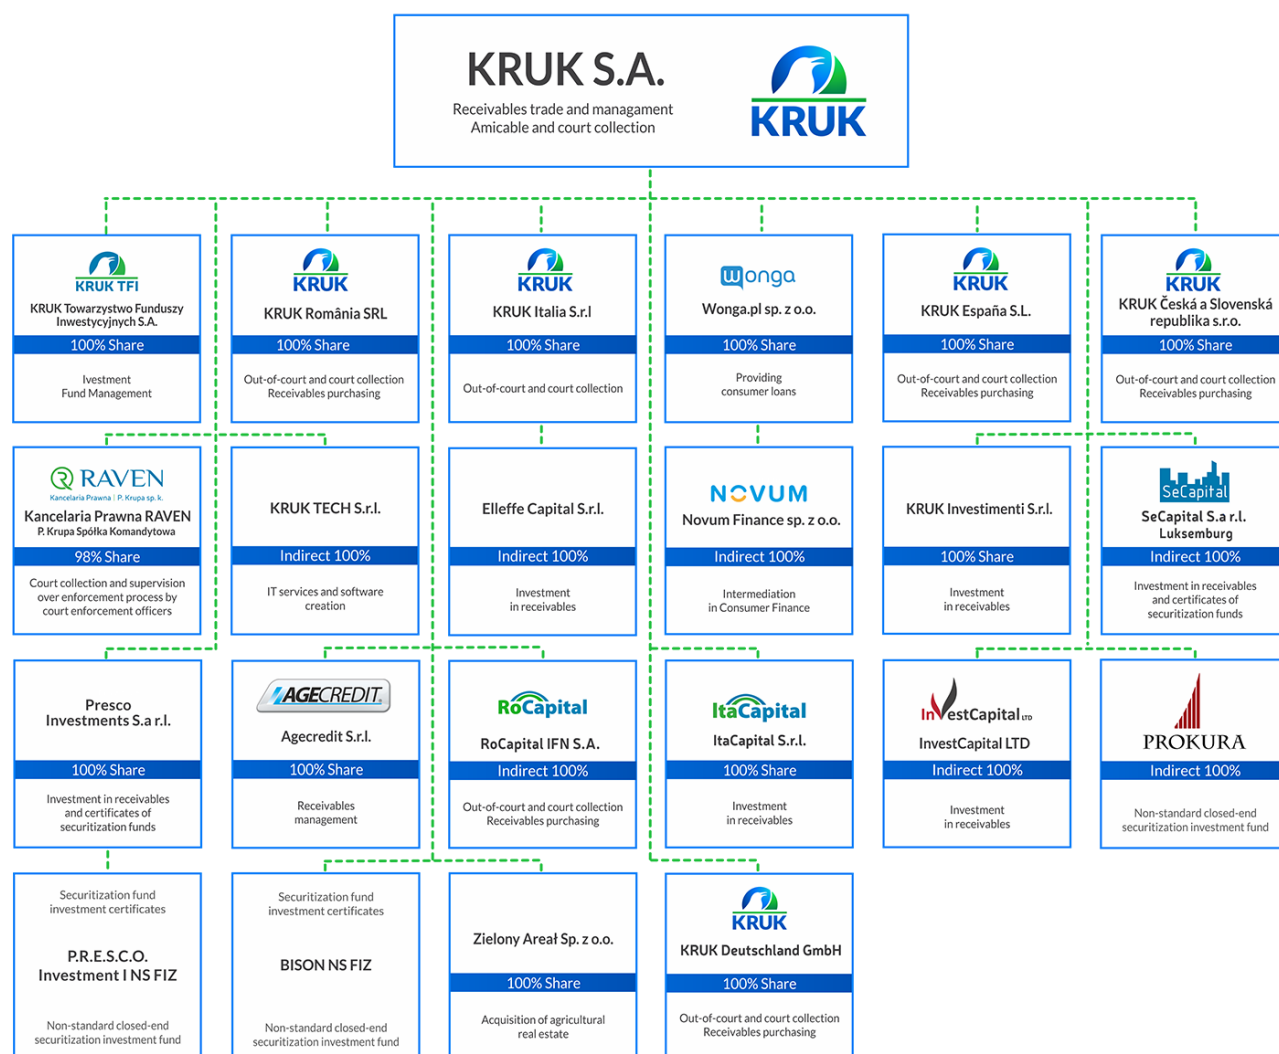 KRUK S.A.
Receivables trade and managament
Amicable and court collection
KRUK
KRUK TFI
KRUK Towarzystwo Funduszy
Inwestycyjnych S.A.
100% Share
Ivestment
Fund Management
KRUK
KRUK România SRL
100% Share
Out-of-court and court collection
Receivables purchasing
KRUK
KRUK Italia S.r.l
100% Share
Out-of-court and court collection
wonga
Wonga.pl sp. z o.o.
100% Share
Providing
consumer loans
KRUK
KRUK España S.L.
100% Share
Out-of-court and court collection
Receivables purchasing
KRUK
KRUK Česká a Slovenská
republika s.r.o.
100% Share
Out-of-court and court collection
Receivables purchasing
RAVEN
Kancelaria Prawna | P. Krupa sp. k.
Kancelaria Prawna RAVEN
P. Krupa Spółka Komandytowa
98% Share
Court collection and supervision
over enforcement process by
court enforcement officers
KRUK TECH S.r.l.
Indirect 100%
IT services and software
creation
Elleffe Capital S.r.l.
Indirect 100%
Investment
in receivables
NOVUM
Novum Finance sp. z o.o.
Indirect 100%
Intermediation
in Consumer Finance
KRUK Investimenti S.r.l.
100% Share
Investment
in receivables
SeCapital
SeCapital S.a r.l.
Luksemburg
Indirect 100%
Investment in receivables
and certificates of
securitization funds
Presco
Investments S.a r.l.
100% Share
Investment in receivables
and certificates of
securitization funds
AGECREDIT
Agecredit S.r.l.
100% Share
Receivables
management
RoCapital
RoCapital IFN S.A.
Indirect 100%
Out-of-court and court collection
Receivables purchasing
ItaCapital
ItaCapital S.r.l.
100% Share
Investment
in receivables
InvestCapital LTD
InvestCapital LTD
Indirect 100%
Investment
in receivables
PROKURA
Indirect 100%
Non-standard closed-end
securitization investment fund
Securitization fund
investment certificates
P.R.E.S.C.O.
Investment I NS FIZ
Non-standard closed-end
securitization investment fund
Securitization fund
investment certificates
BISON NS FIZ
Non-standard closed-end
securitization investment fund
Zielony Areał Sp. z o.o.
100% Share
Acquisition of agricultural
real estate
KRUK
KRUK Deutschland GmbH
100% Share
Out-of-court and court collection
Receivables purchasing